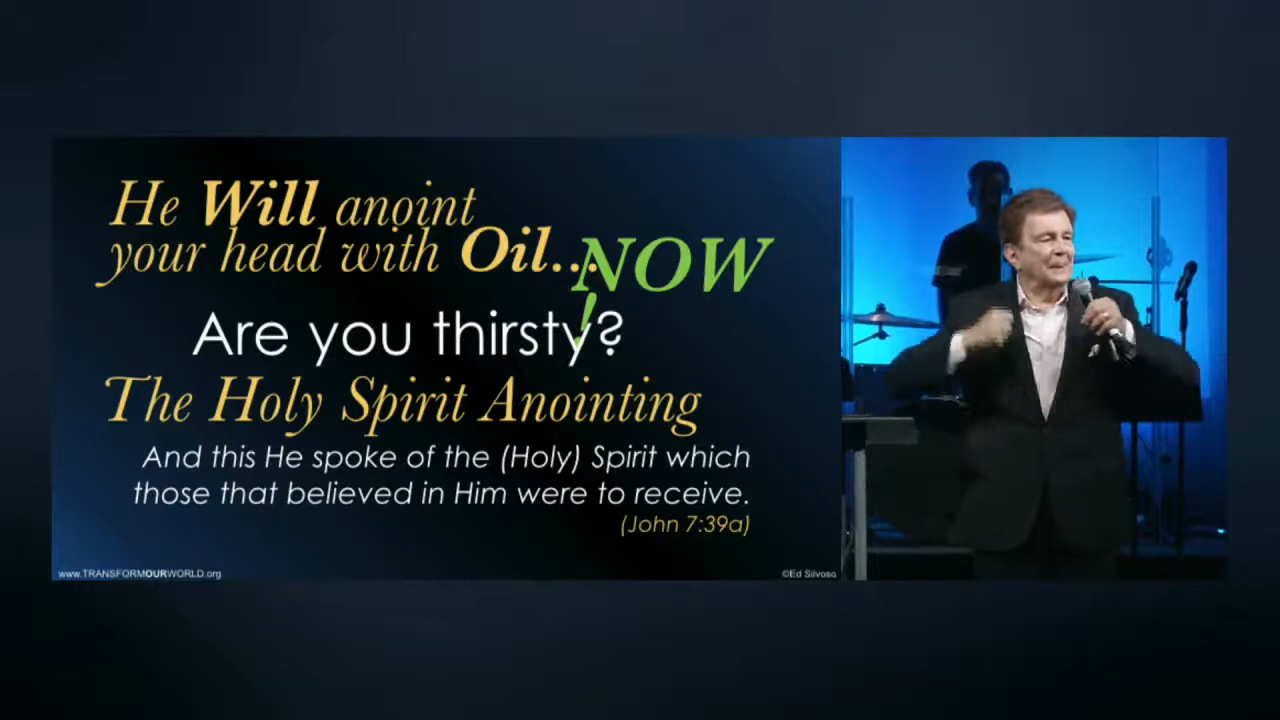 He Will anoint
your head with Oil...NOW
!
Are you thirsty?
The Holy Spirit Anointing
And this He spoke of the (Holy) Spirit which
those that believed in Him were to receive.
(John 7:39a)
www.TRANSFORMOURWORLD.org
©Ed Silvoso